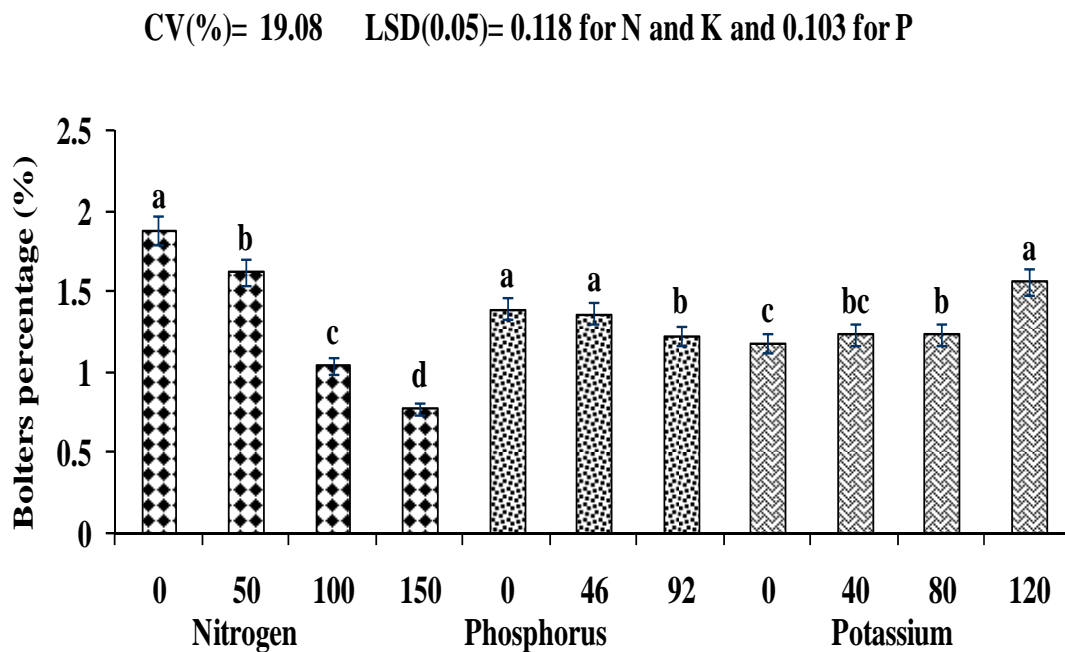 CV(%)= 19.08 LSD(0.05)= 0.118 for N and K and 0.103 for P
Bolters percentage (%)
2.5
2
1.5
1
0.5
0
a
b
c
d
a
a
b
c
bc
b
a
0 50 100 150 0 46 92 0 40 80 120
Nitrogen Phosphorus Potassium